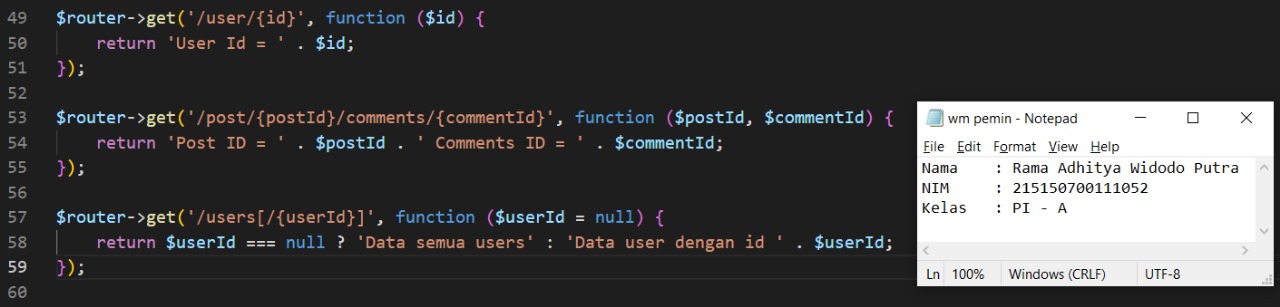 49 $router->get('/user/{id}', function ($id) {
50     return 'User Id = ' . $id;
51 });
52
53 $router->get('/post/{postId}/comments/{commentId}', function ($postId, $commentId) {
54     return 'Post ID = ' . $postId . ' Comments ID = ' . $commentId;
55 });
56
57 $router->get('/users[/{userId}]', function ($userId = null) {
58     return $userId === null ? 'Data semua users' : 'Data user dengan id ' . $userId;
59 });
60
wm pemin - Notepad
File Edit Format View Help
Nama : Rama Adhitya Widodo Putra
NIM : 215150700111052
Kelas : PI - A
Ln 100% Windows (CRLF) UTF-8